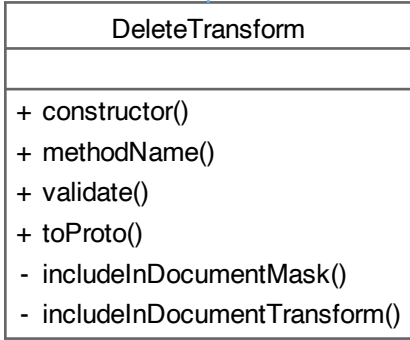 DeleteTransform
+ constructor()
+ methodName()
+ validate()
+ toProto()
- includeInDocumentMask()
- includeInDocumentTransform()